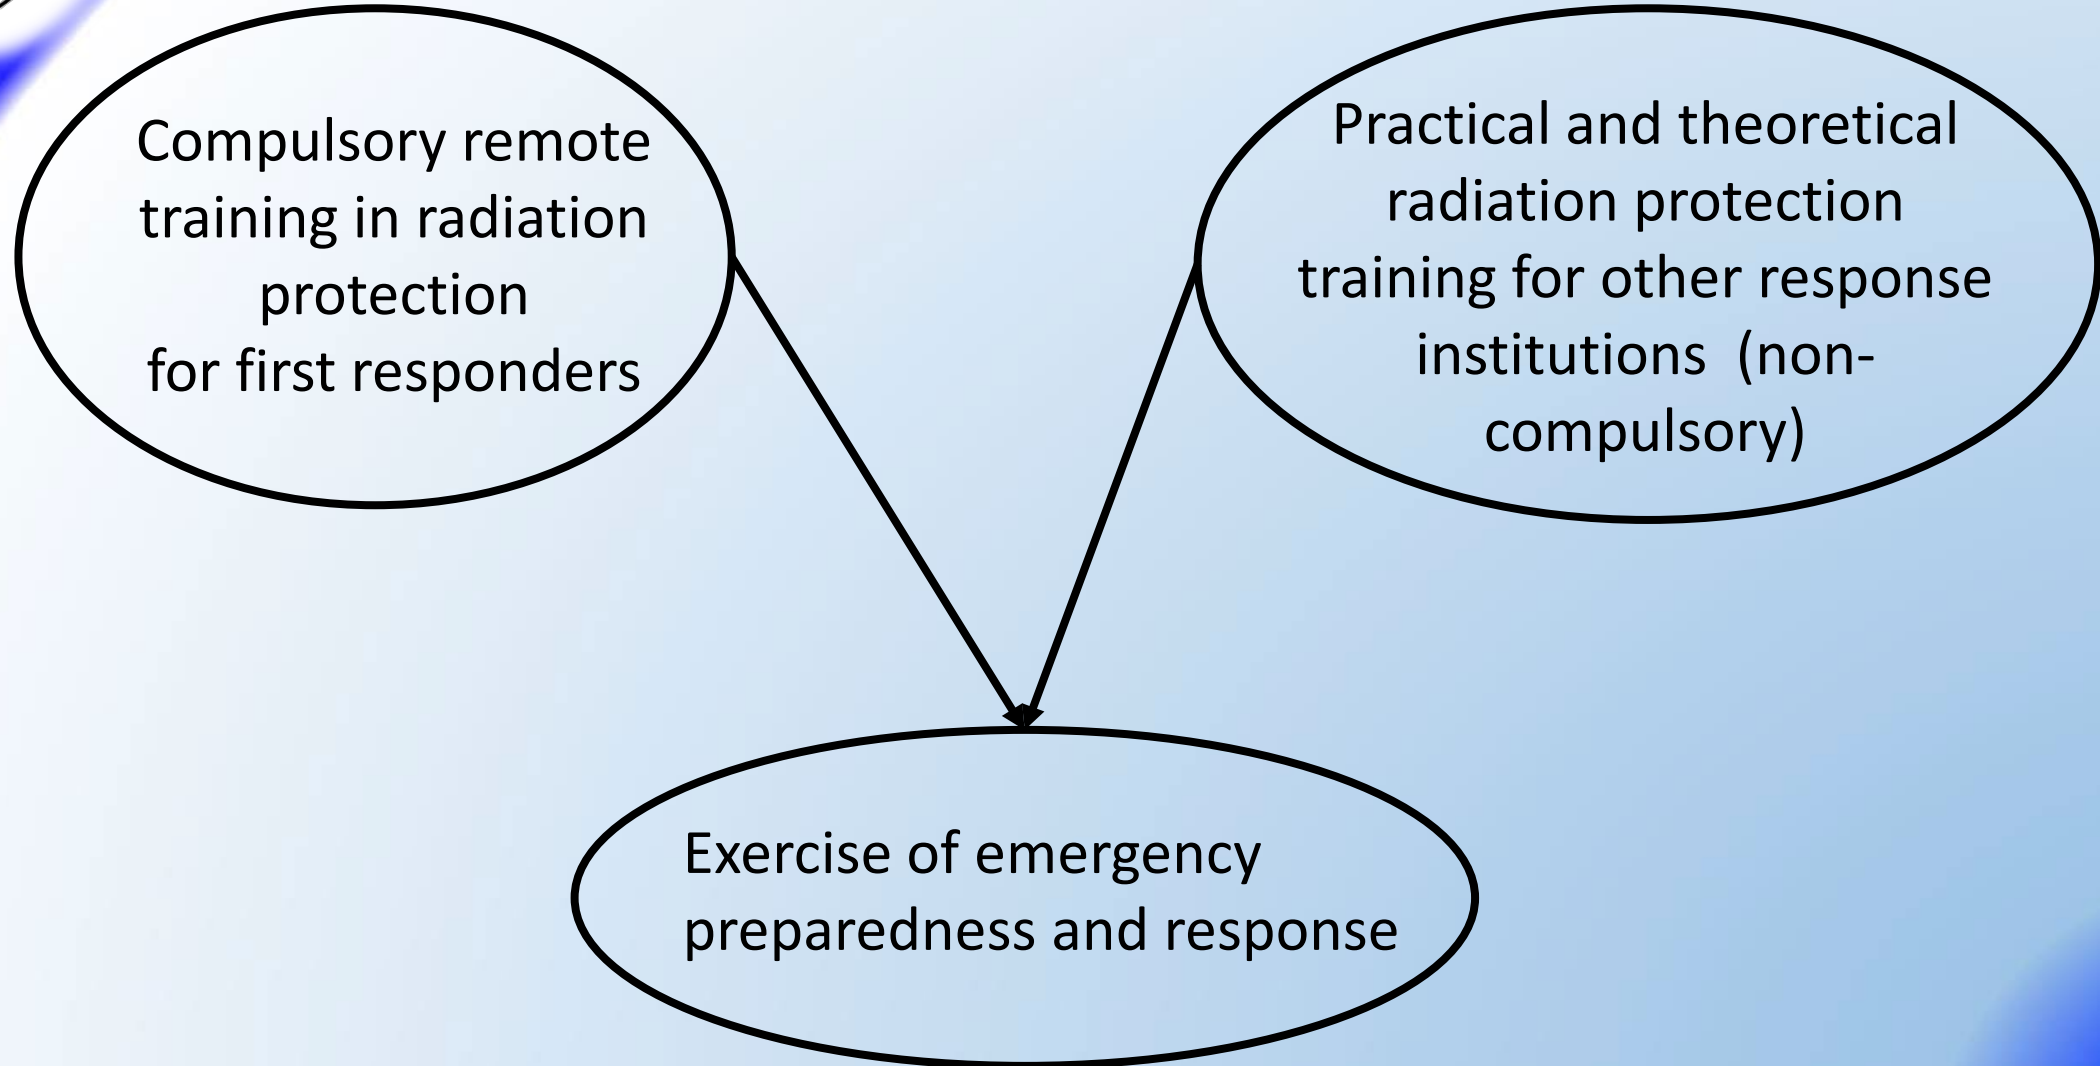 Compulsory remote
training in radiation
protection
for first responders
Practical and theoretical
radiation protection
training for other response
institutions  (non-
compulsory)
Exercise of emergency
preparedness and response